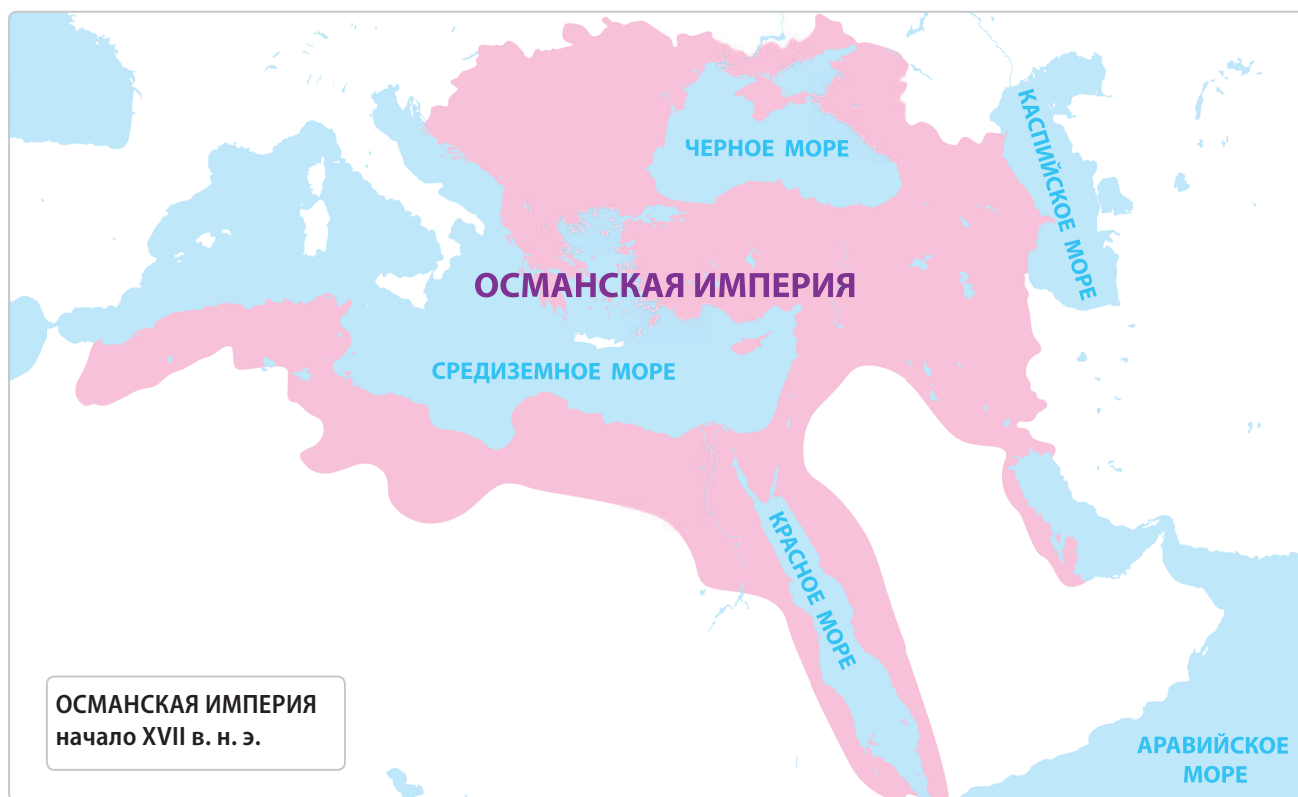 ЧЕРНОЕ МОРЕ
КАСПИЙСКОЕ МОРЕ
ОСМАНСКАЯ ИМПЕРИЯ
СРЕДИЗЕМНОЕ МОРЕ
КРАСНОЕ МОРЕ
ОСМАНСКАЯ ИМПЕРИЯ
начало XVII в. н. э.
АРАВИЙСКОЕ
МОРЕ